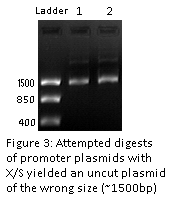 Ladder 1 2
1500
850
400
Figure 3: Attempted digests
of promoter plasmids with
X/S yielded an uncut plasmid
of the wrong size (~1500bp)